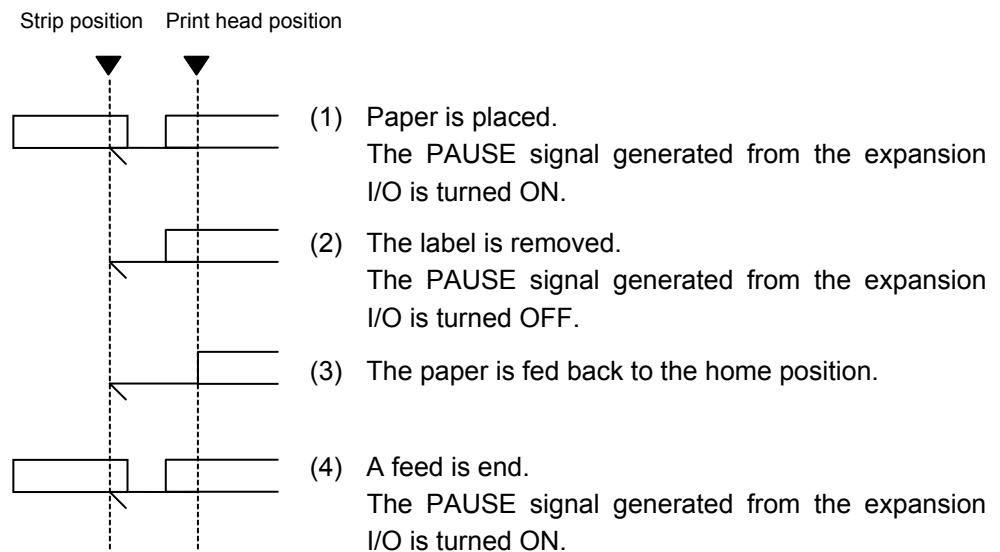 Strip position Print head position
(1) Paper is placed.
The PAUSE signal generated from the expansion
I/O is turned ON.
(2) The label is removed.
The PAUSE signal generated from the expansion
I/O is turned OFF.
(3) The paper is fed back to the home position.
(4) A feed is end.
The PAUSE signal generated from the expansion
I/O is turned ON.